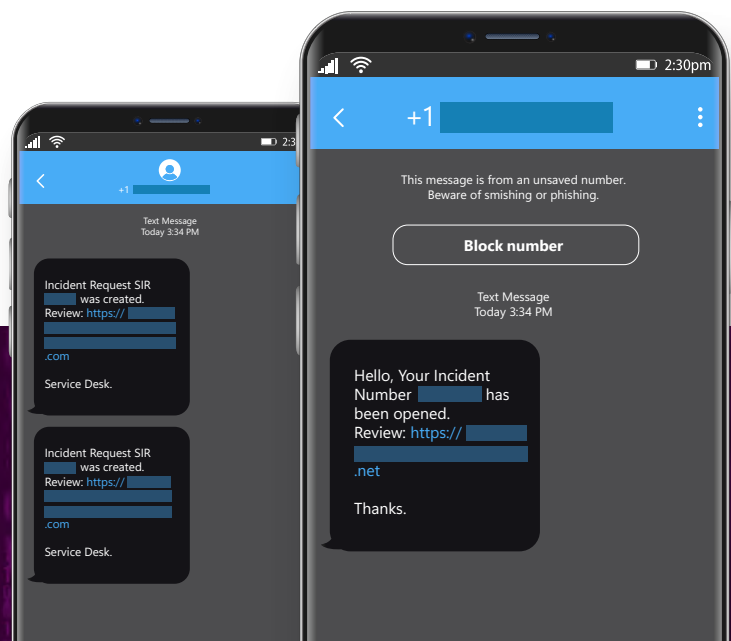 2:3
+1
Text Message
Today 3:34 PM
Incident Request SIR
was created.
Review: https://
.com
Service Desk.
Incident Request SIR
was created.
Review: https://
.com
Service Desk.
2:30pm
+1
This message is from an unsaved number.
Beware of smishing or phishing.
Block number
Text Message
Today 3:34 PM
Hello, Your Incident
Number has
been opened.
Review: https://
.net
Thanks.